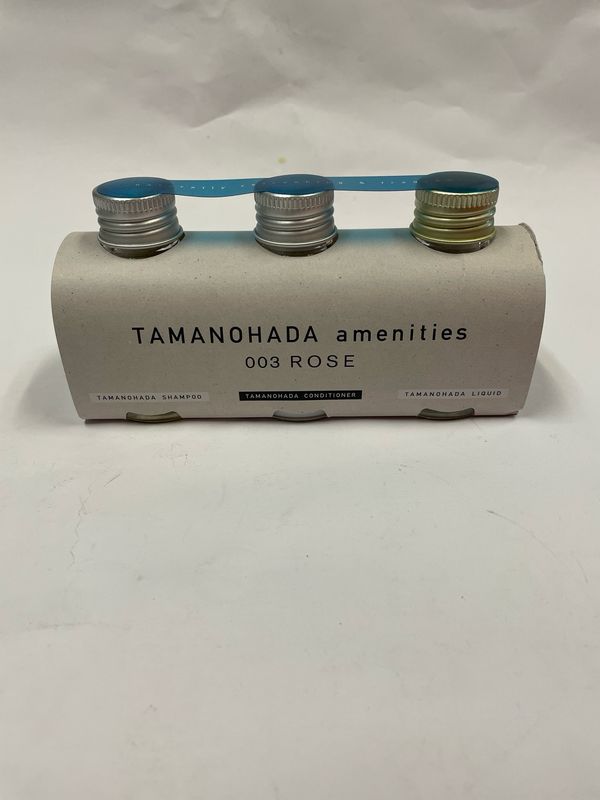 TAMANOHADA amenities
003 ROSE
TAMANOHADA SHAMPOO
TAMANOHADA CONDITIONER
TAMANOHADA LIQUID